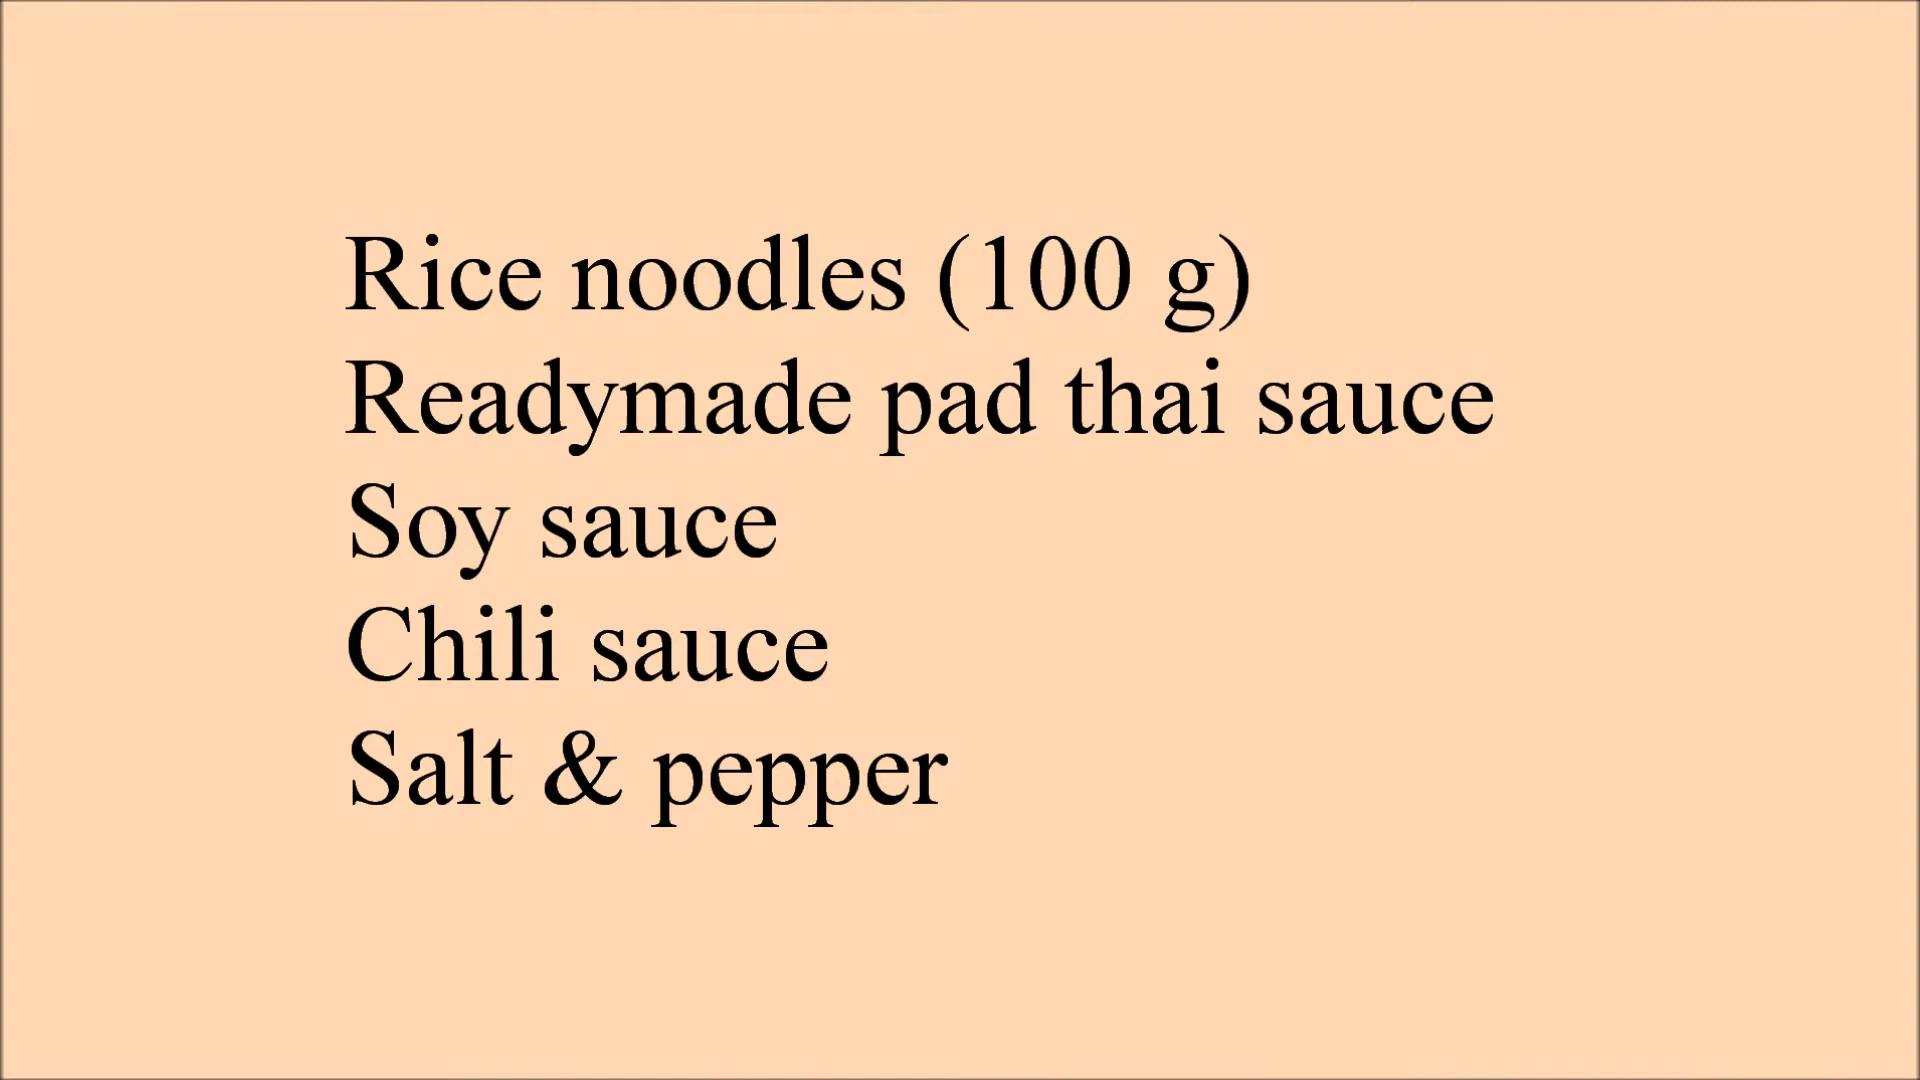 Rice noodles (100 g)
Readymade pad thai sauce
Soy sauce
Chili sauce
Salt & pepper